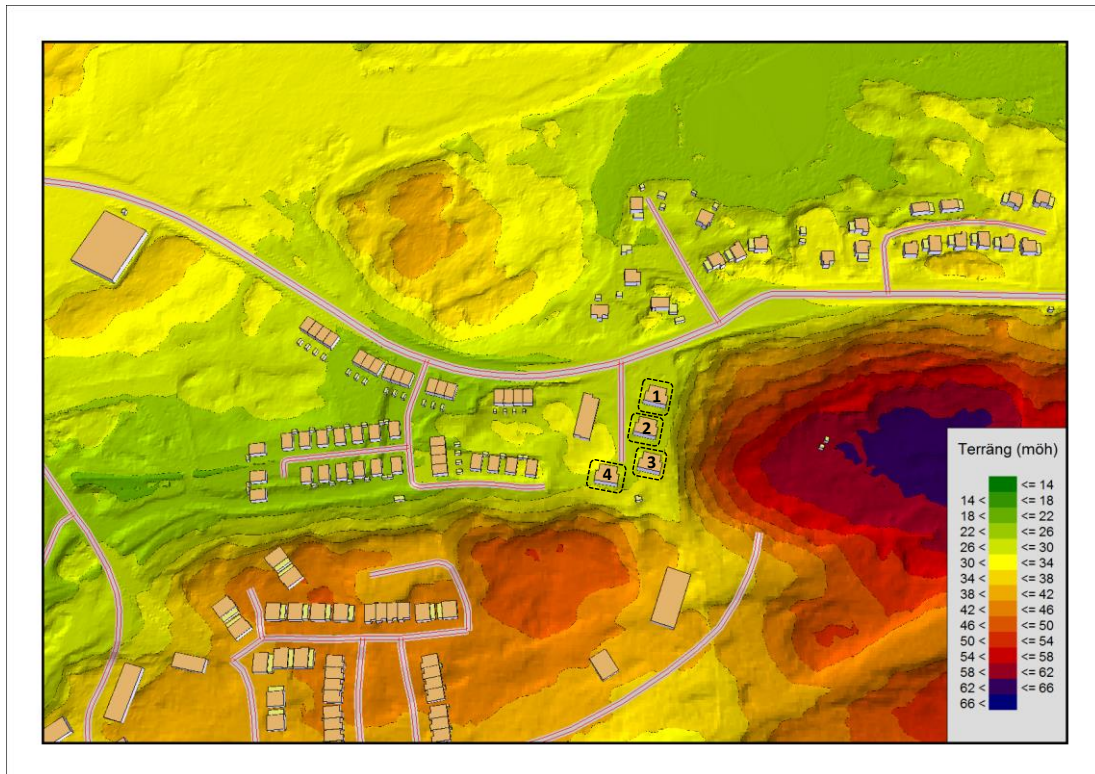 1
2
3
4
Terräng (möh)
<= 14
14 < <= 18
18 < <= 22
22 < <= 26
26 < <= 30
30 < <= 34
34 < <= 38
38 < <= 42
42 < <= 46
46 < <= 50
50 < <= 54
54 < <= 58
58 < <= 62
62 < <= 66
66 <